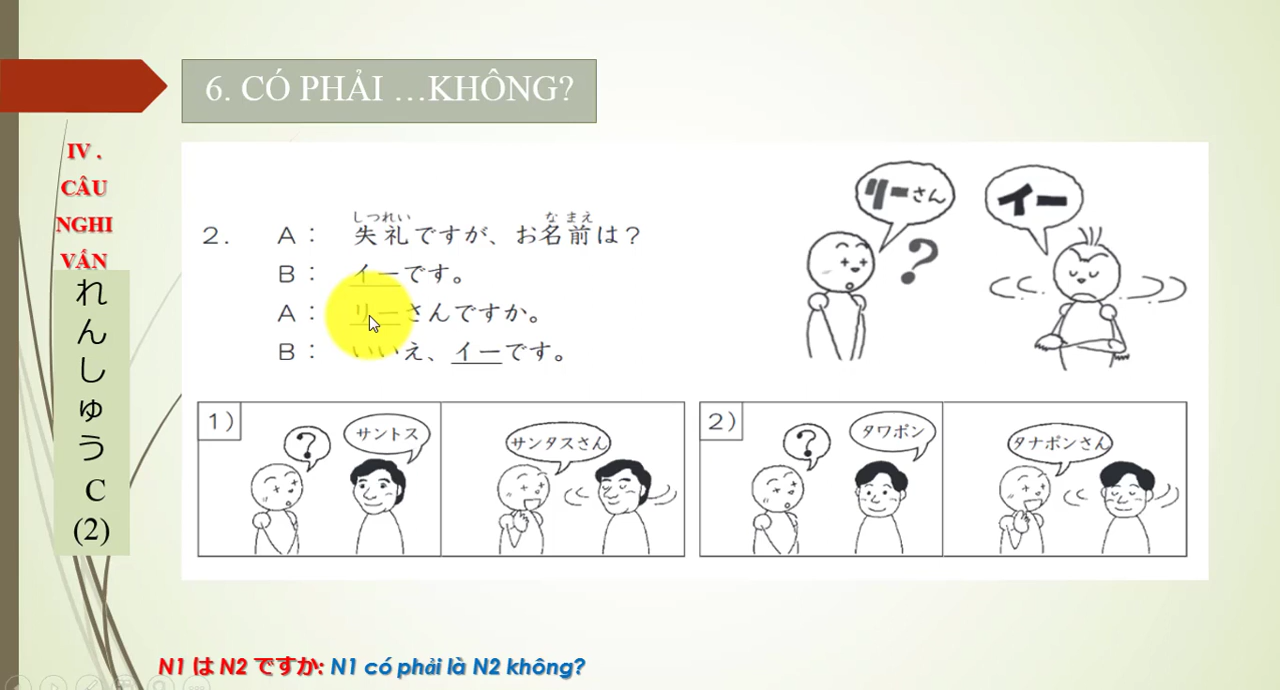 6. CÓ PHẢI …KHÔNG?
IV .
CÂU
NGHI
VẤN
れ
ん
し
ゅ
う
C
(2)
しつれい なまえ
2. A: 失礼ですが、お名前は?
B: イーです。
A: リーさんですか。
B: いいえ、イーです。
リーさん
?
イー
1)
?
サントス
サンタスさん
2)
?
タワポン
タナポンさん
N1 は N2 ですか: N1 có phải là N2 không?